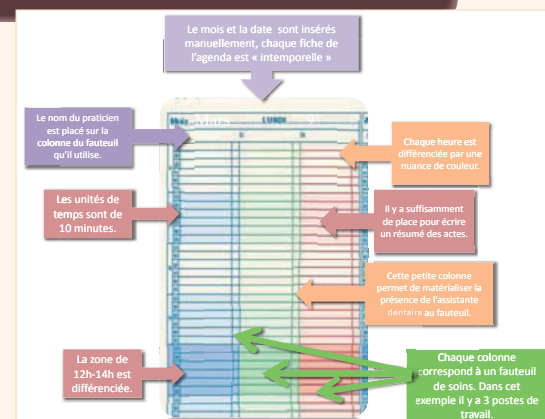 Le mois et la date sont insérés
manuellement, chaque fiche de
l'agenda est « intemporelle »
Le nom du praticien
est placé sur la
colonne du fauteuil
qu'il utilise.
Mars
LUNDI
9
Chaque heure est
différenciée par une
nuance de couleur.
Les unités de
temps sont de
10 minutes.
Il y a suffisamment
de place pour écrire
un résumé des actes.
Cette petite colonne
permet de matérialiser la
présence de l'assistante
dentaire au fauteuil.
La zone de
12h-14h est
différenciée.
Chaque colonne
correspond à un fauteuil
de soins. Dans cet
exemple il y a 3 postes de
travail.